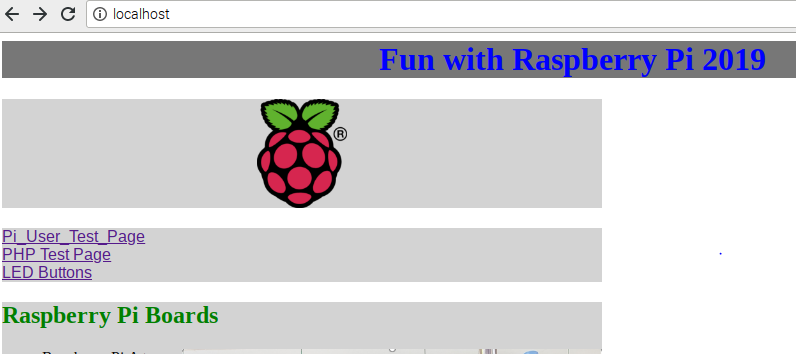 localhost
Fun with Raspberry Pi 2019
®
Pi_User_Test_Page
PHP Test Page
LED Buttons
Raspberry Pi Boards